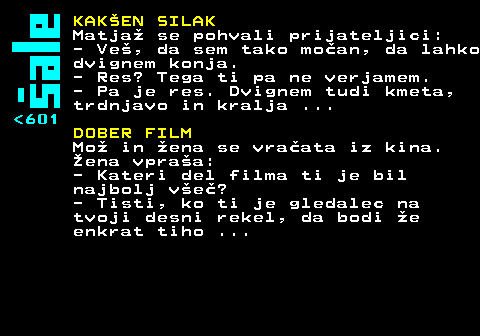 šale
<601
KAKŠEN SILAK
Matjaž se pohvali prijateljici:
- Veš, da sem tako močan, da lahko
dvignem konja.
- Res? Tega ti pa ne verjamem.
- Pa je res. Dvignem tudi kmeta,
trdnjavo in kralja ...
DOBER FILM
Mož in žena se vračata iz kina.
Žena vpraša:
- Kateri del filma ti je bil
najbolj všeč?
- Tisti, ko ti je gledalec na
tvoji desni rekel, da bodi že
enkrat tiho ...